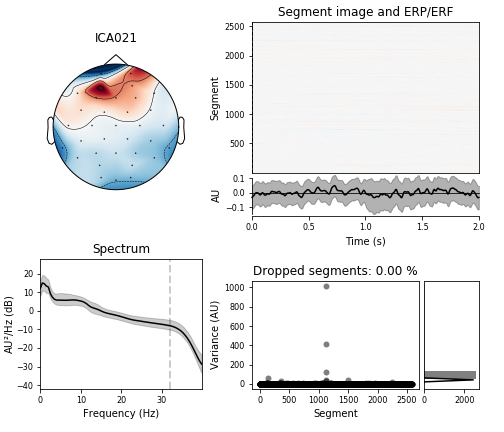 ICA021
Segment image and ERP/ERF
2500
2000
1500
1000
500
Segment
0.1
0.0
−0.1
AU
0.0 0.5 1.0 1.5 2.0
Time (s)
Spectrum
20
10
0
−10
−20
−30
−40
AU²/Hz (dB)
0 10 20 30
Frequency (Hz)
Dropped segments: 0.00 %
1000
800
600
400
200
0
Variance (AU)
0 500 1000 1500 2000 2500
Segment
0 2000